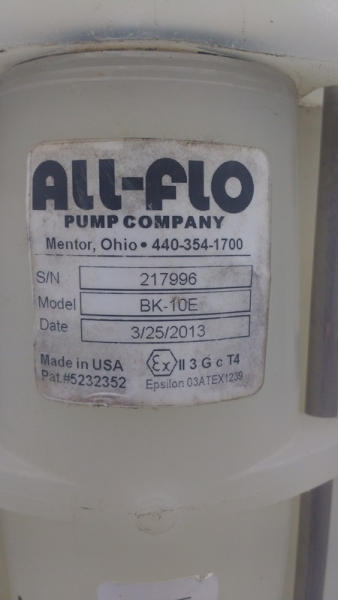 ALL-FLO
PUMP COMPANY
Mentor, Ohio • 440-354-1700
S/N 217996
Model BK-10E
Date 3/25/2013
Made in USA Ex II 3 G c T4
Pat.#5232352 Epsilon 03ATEX1239